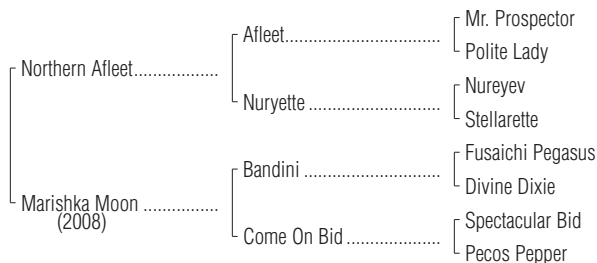 Mr. Prospector
Afleet
Polite Lady
Northern Afleet
Nureyev
Nuryette
Stellarette
Fusaichi Pegasus
Bandini
Divine Dixie
Marishka Moon
(2008)
Spectacular Bid
Come On Bid
Pecos Pepper